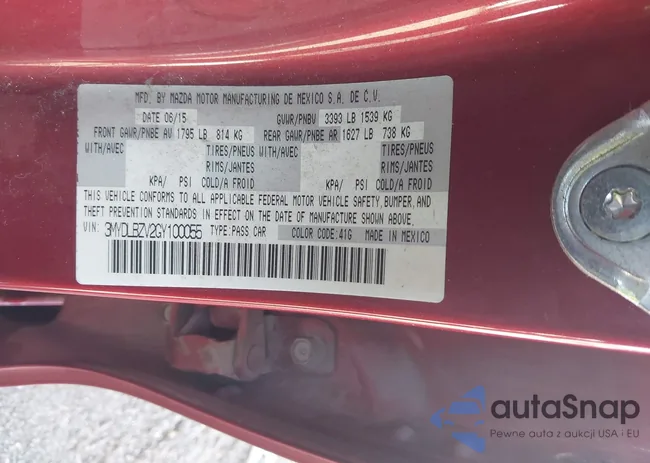 MFD. BY MAZDA MOTOR MANUFACTURING DE MEXICO S.A. DE C.V.
DATE 06/15 GVWR/PNBV 3393 LB 1539 KG
FRONT GAWR/PNBE AV 1795 LB 814 KG REAR GAWR/PNBE AR 1627 LB 738 KG
WITH/AVEC TIRES/PNEUS WITH/AVEC TIRES/PNEUS
RIMS/JANTES RIMS/JANTES
KPA/ PSI COLD/A FROID KPA/ PSI COLD/A FROID
THIS VEHICLE CONFORMS TO ALL APPLICABLE FEDERAL MOTOR VEHICLE SAFETY, BUMPER, AND
THEFT PREVENTION STANDARDS IN EFFECT ON THE DATE OF MANUFACTURE SHOWN ABOVE.
VIN: 3MYDLBZV2GY100055 TYPE: PASS CAR COLOR CODE: 41G MADE IN MEXICO
autaSnap
Pewne auta z aukcji USA i EU